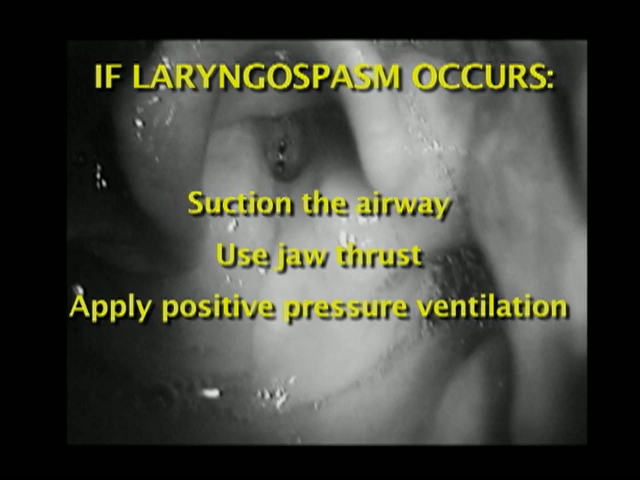 IF LARYNGOSPASM OCCURS:
Suction the airway
Use jaw thrust
Apply positive pressure ventilation